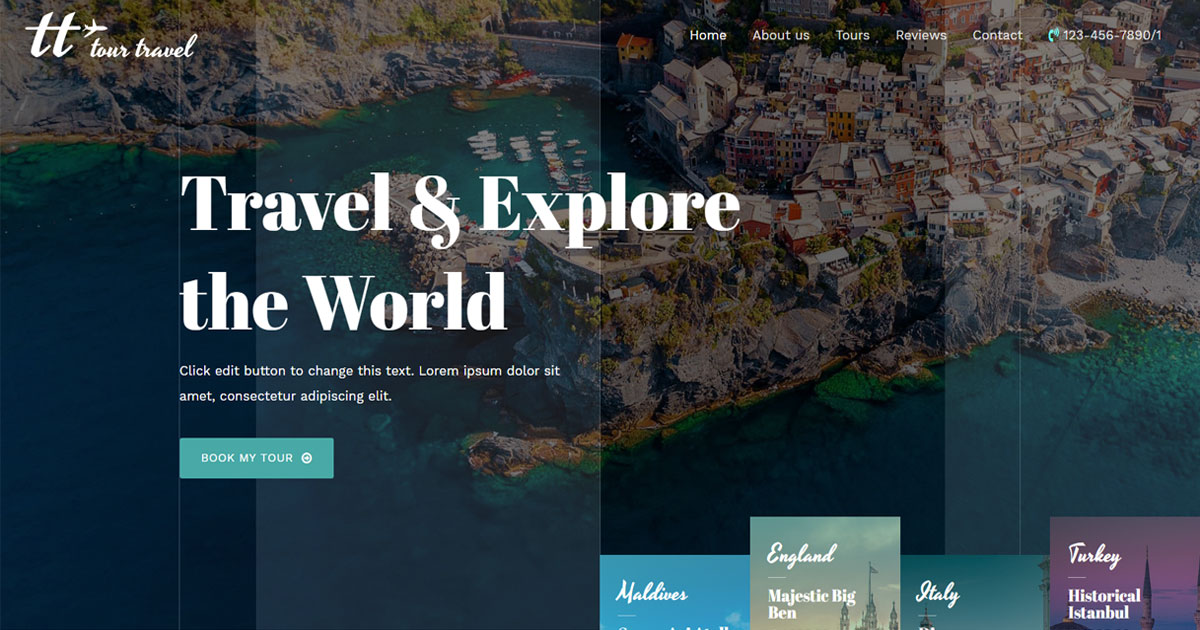 tt tour travel
Home About us Tours Reviews Contact 123-456-7890/1
Travel & Explore
the World
Click edit button to change this text. Lorem ipsum dolor sit
amet, consectetur adipiscing elit.
BOOK MY TOUR
Maldives
England
Majestic Big
Ben
Italy
Turkey
Historical
Istanbul